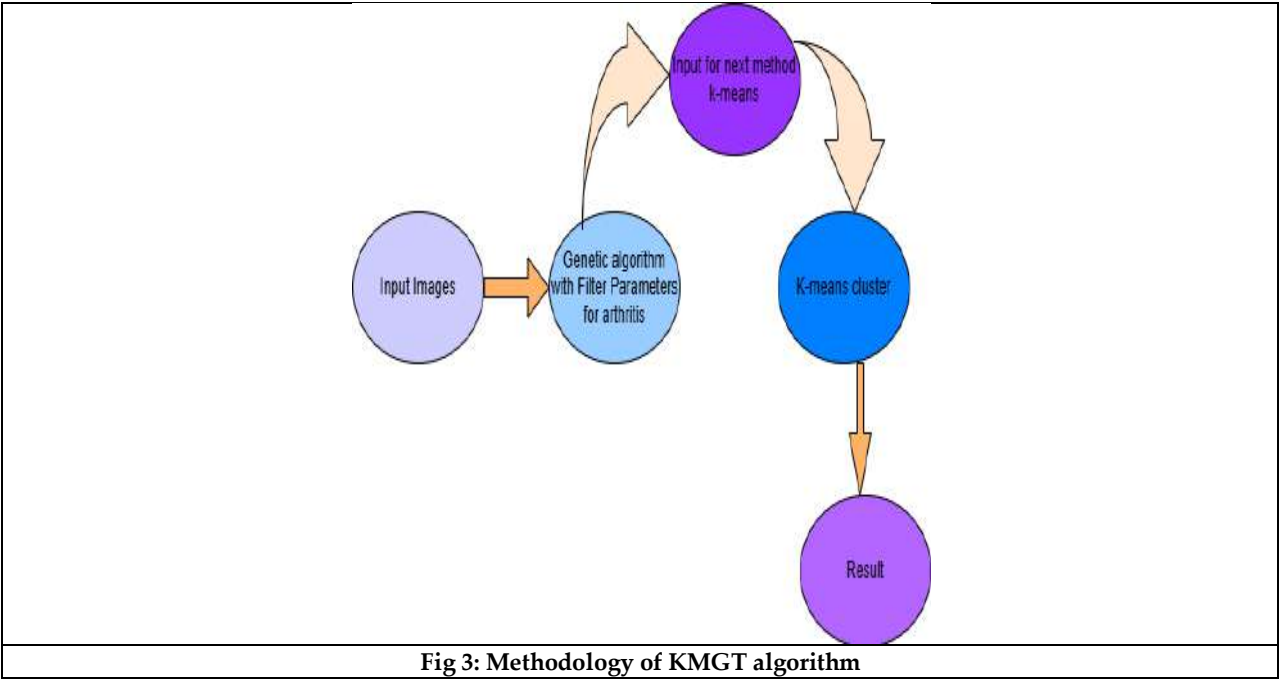 Input for next method
k-means
Input Images
Genetic algorithm
with Filter Parameters
for arthritis
K-means cluster
Result
Fig 3: Methodology of KMGT algorithm